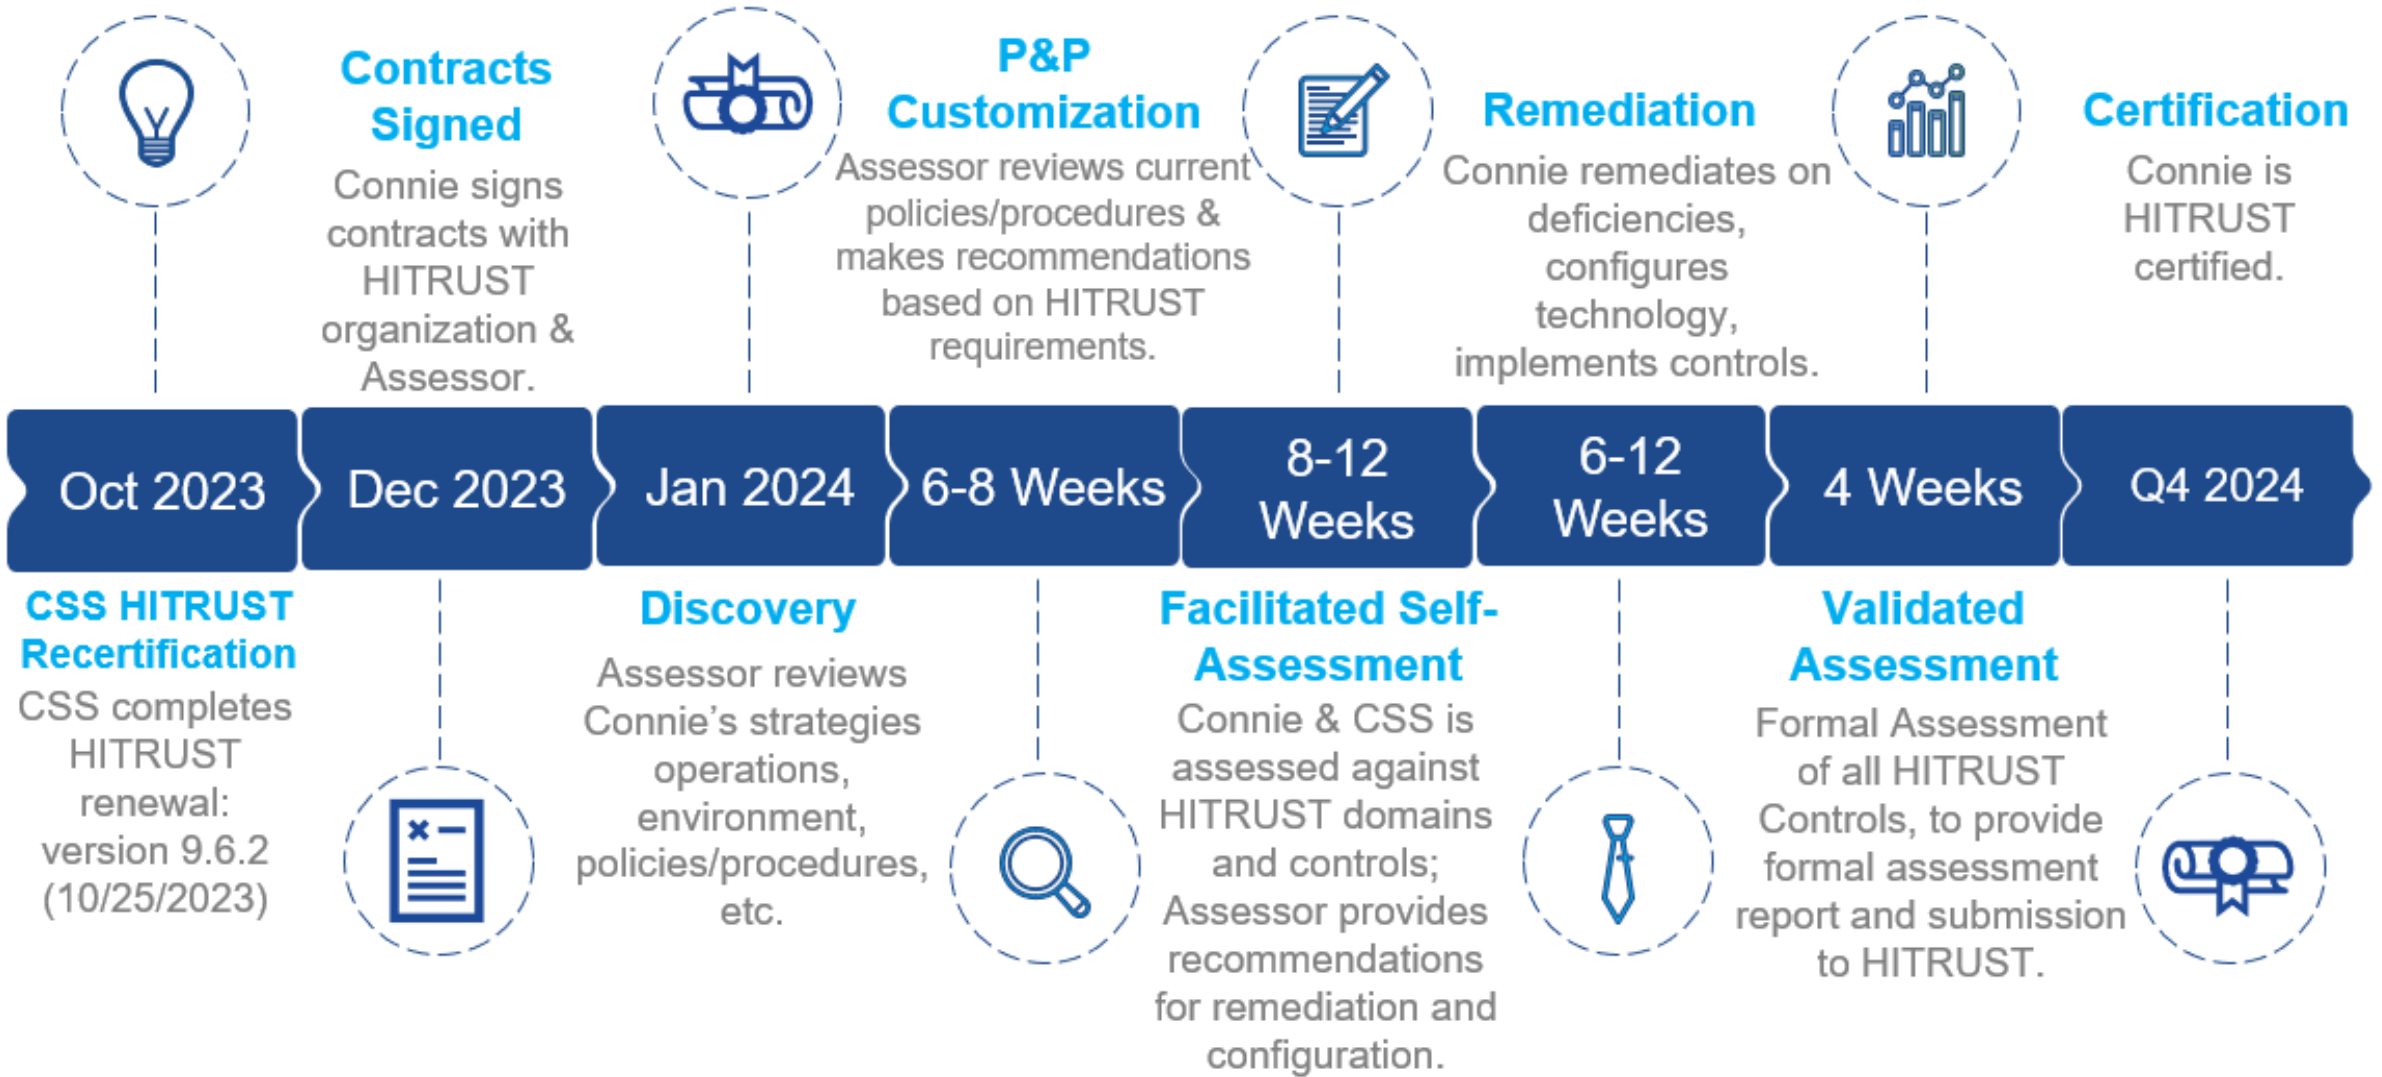 Contracts
Signed
Connie signs
contracts with
HITRUST
organization &
Assessor.
P&P
Customization
Assessor reviews current
policies/procedures &
makes recommendations
based on HITRUST
requirements.
Remediation
Connie remediates on
deficiencies,
configures
technology,
implements controls.
Certification
Connie is
HITRUST
certified.
Oct 2023
Dec 2023
Jan 2024
6-8 Weeks
8-12
Weeks
6-12
Weeks
4 Weeks
Q4 2024
CSS HITRUST
Recertification
CSS completes
HITRUST
renewal:
version 9.6.2
(10/25/2023)
Discovery
Assessor reviews
Connie’s strategies
operations,
environment,
policies/procedures,
etc.
Facilitated Self-
Assessment
Connie & CSS is
assessed against
HITRUST domains
and controls;
Assessor provides
recommendations
for remediation and
configuration.
Validated
Assessment
Formal Assessment
of all HITRUST
Controls, to provide
formal assessment
report and submission
to HITRUST.